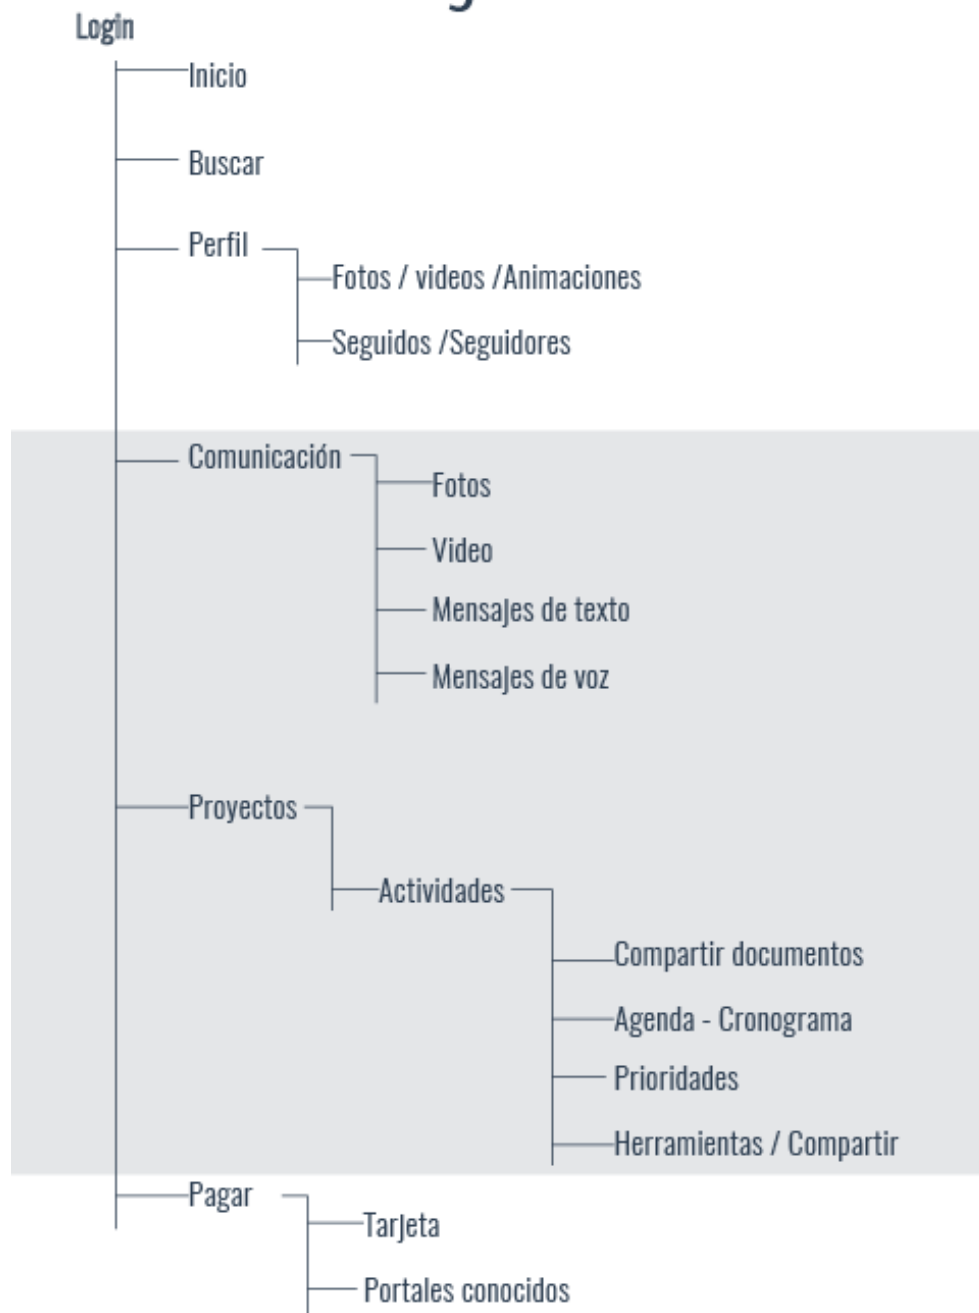 Login
Inicio
Buscar
Perfil
Fotos / videos /Animaciones
Seguidos /Seguidores
Comunicación
Fotos
Video
Mensajes de texto
Mensajes de voz
Proyectos
Actividades
Compartir documentos
Agenda - Cronograma
Prioridades
Herramientas / Compartir
Pagar
Tarjeta
Portales conocidos